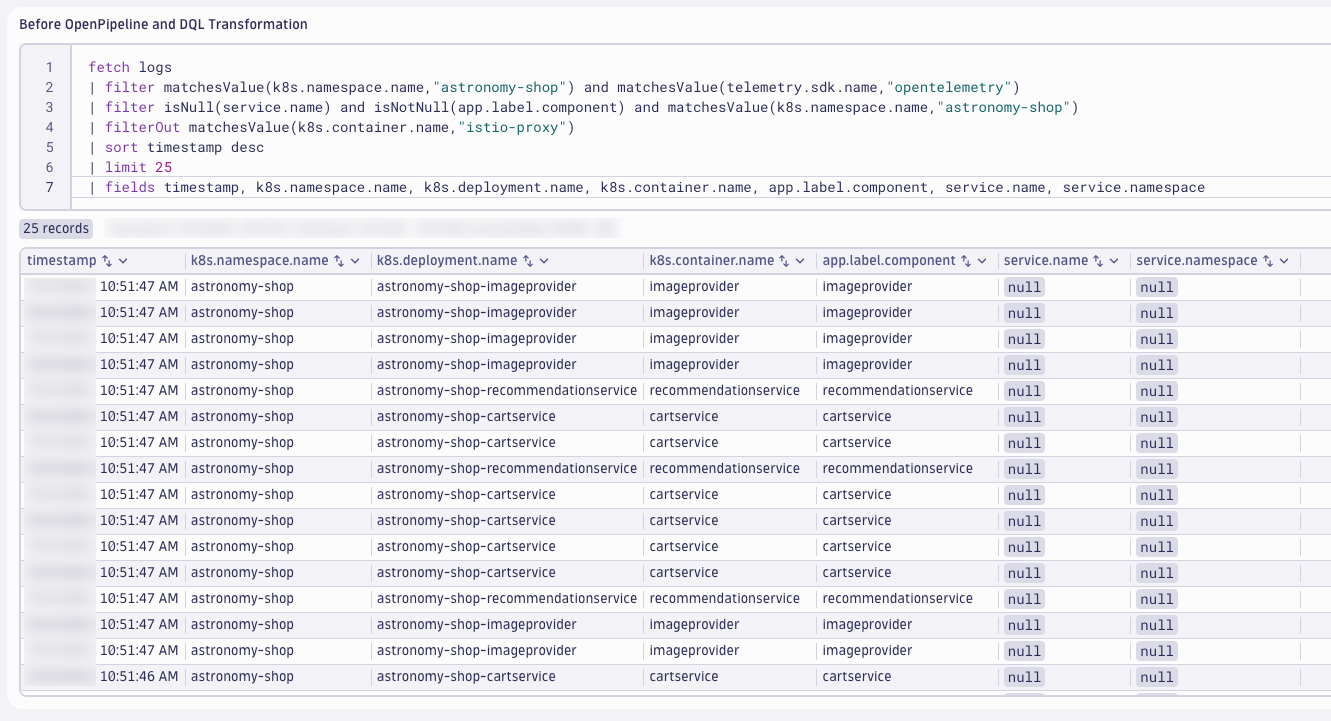 Before OpenPipeline and DQL Transformation
1 fetch logs
2 | filter matchesValue(k8s.namespace.name,"astronomy-shop") and matchesValue(telemetry.sdk.name,"opentelemetry")
3 | filter isNull(service.name) and isNotNull(app.label.component) and matchesValue(k8s.namespace.name,"astronomy-shop")
4 | filterOut matchesValue(k8s.container.name,"istio-proxy")
5 | sort timestamp desc
6 | limit 25
7 | fields timestamp, k8s.namespace.name, k8s.deployment.name, k8s.container.name, app.label.component, service.name, service.namespace
25 records
timestamp k8s.namespace.name k8s.deployment.name k8s.container.name app.label.component service.name service.namespace
10:51:47 AM astronomy-shop astronomy-shop-imageprovider imageprovider imageprovider null null
10:51:47 AM astronomy-shop astronomy-shop-imageprovider imageprovider imageprovider null null
10:51:47 AM astronomy-shop astronomy-shop-imageprovider imageprovider imageprovider null null
10:51:47 AM astronomy-shop astronomy-shop-imageprovider imageprovider imageprovider null null
10:51:47 AM astronomy-shop astronomy-shop-recommendationservice recommendationservice recommendationservice null null
10:51:47 AM astronomy-shop astronomy-shop-cartservice cartservice cartservice null null
10:51:47 AM astronomy-shop astronomy-shop-cartservice cartservice cartservice null null
10:51:47 AM astronomy-shop astronomy-shop-recommendationservice recommendationservice recommendationservice null null
10:51:47 AM astronomy-shop astronomy-shop-cartservice cartservice cartservice null null
10:51:47 AM astronomy-shop astronomy-shop-cartservice cartservice cartservice null null
10:51:47 AM astronomy-shop astronomy-shop-cartservice cartservice cartservice null null
10:51:47 AM astronomy-shop astronomy-shop-cartservice cartservice cartservice null null
10:51:47 AM astronomy-shop astronomy-shop-recommendationservice recommendationservice recommendationservice null null
10:51:47 AM astronomy-shop astronomy-shop-imageprovider imageprovider imageprovider null null
10:51:47 AM astronomy-shop astronomy-shop-imageprovider imageprovider imageprovider null null
10:51:46 AM astronomy-shop astronomy-shop-cartservice cartservice cartservice null null